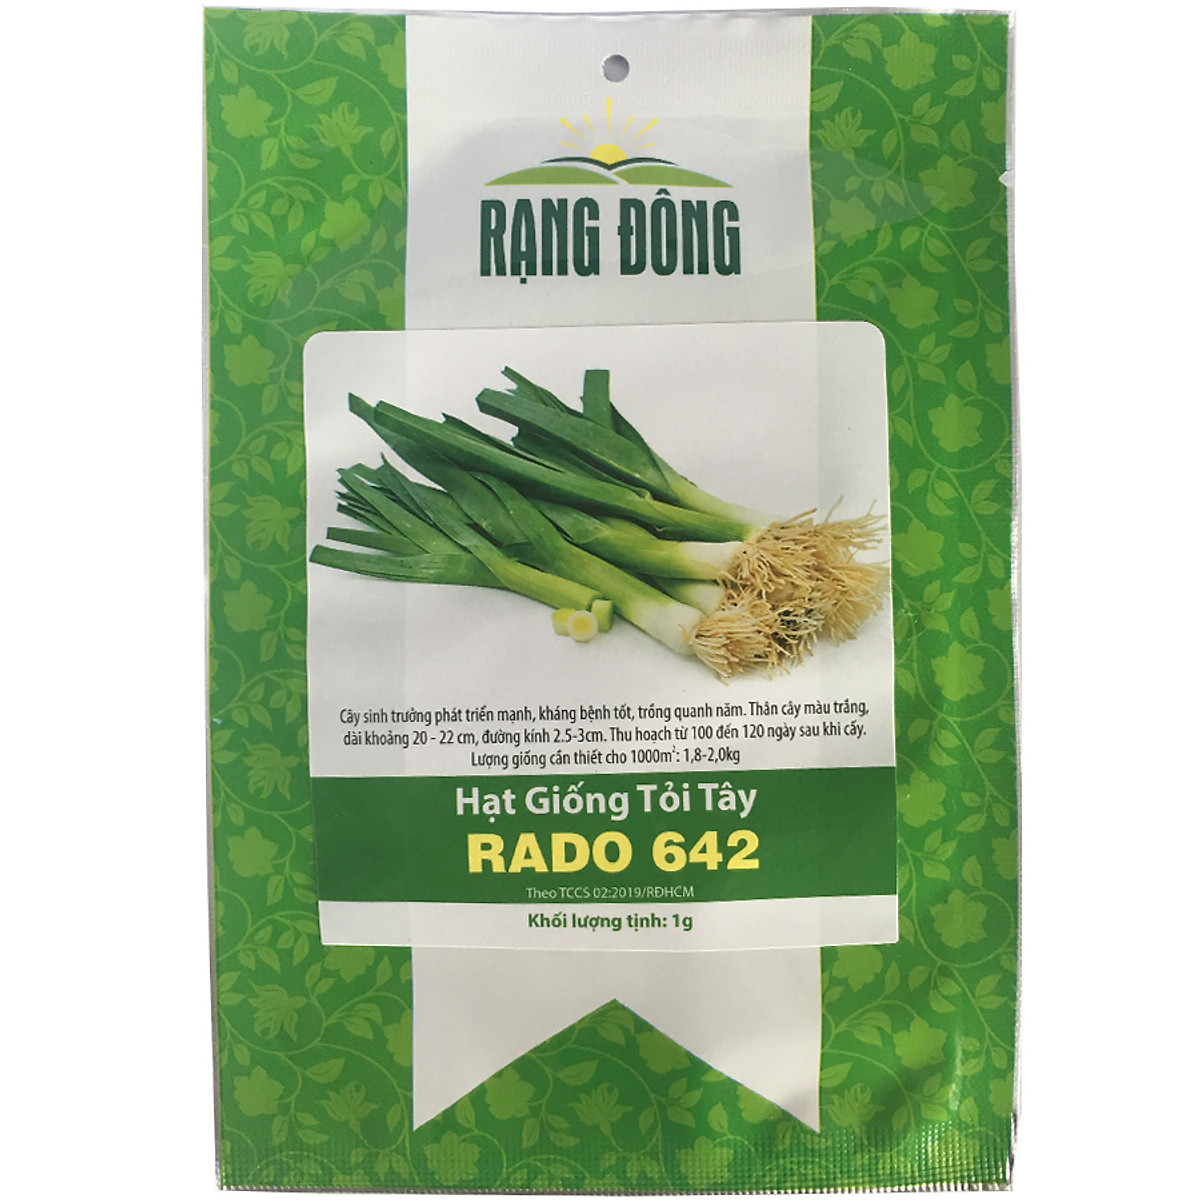 RẠNG ĐÔNG
Cây sinh trưởng phát triển mạnh, kháng bệnh tốt, trồng quanh năm. Thân cây màu trắng,
dài khoảng 20 - 22 cm, đường kính 2.5-3cm. Thu hoạch từ 100 đến 120 ngày sau khi cấy.
Lượng giống cần thiết cho 1000m²: 1,8-2,0kg
Hạt Giống Tỏi Tây
RADO 642
Theo TCCS 02:2019/RĐHCM
Khối lượng tịnh: 1g